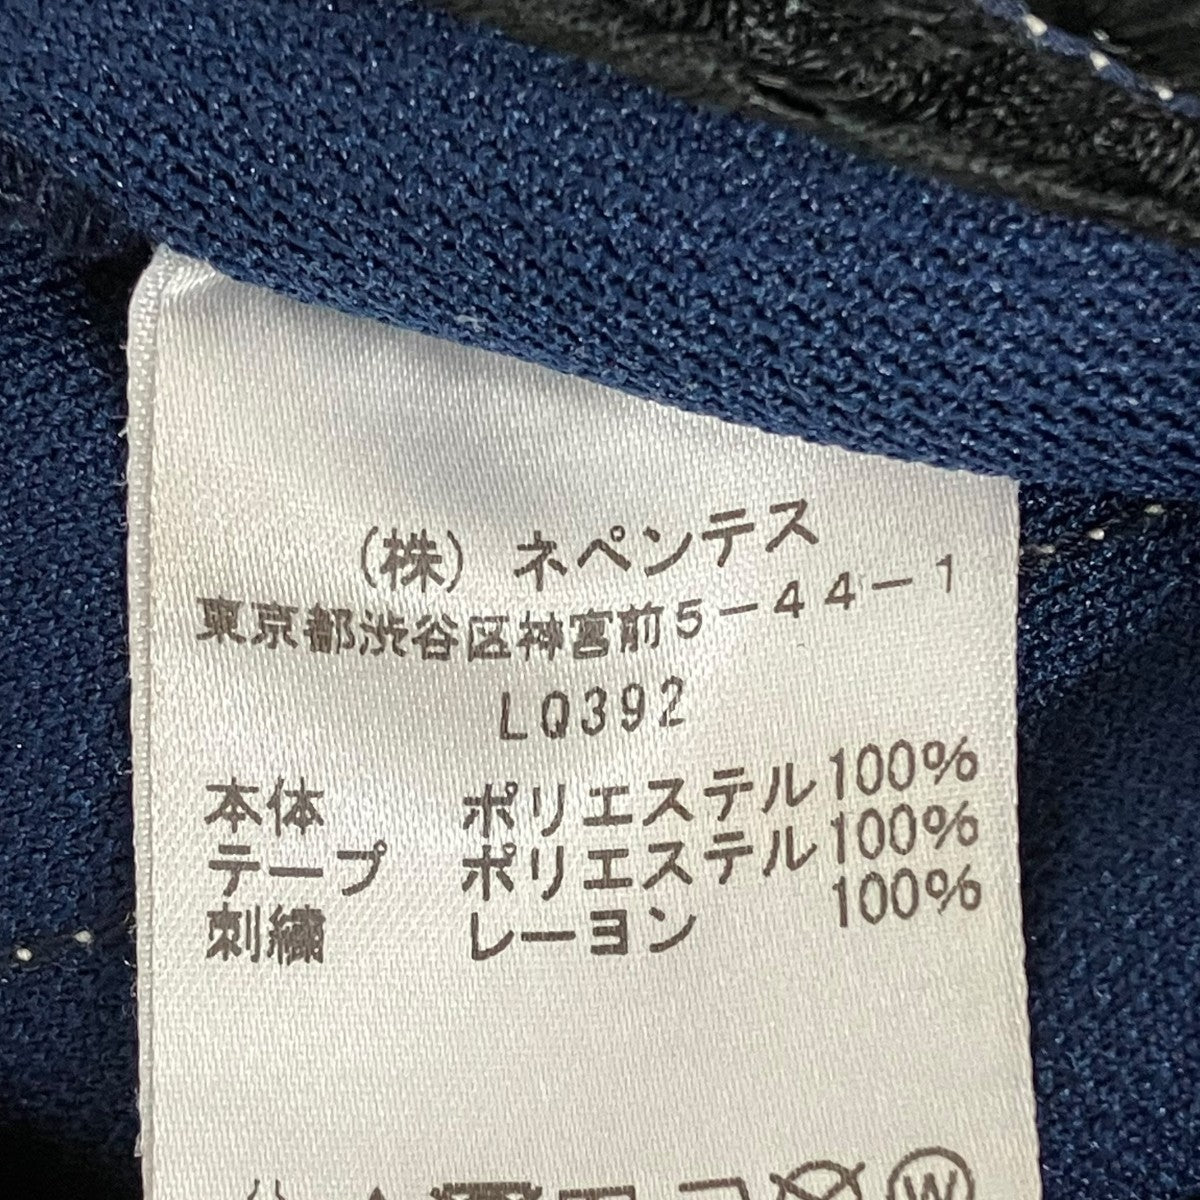 (株) ネペンテス
東京都渋谷区神宮前5-44-1
LQ392
本体 ポリエステル100%
テープ ポリエステル100%
刺繍 レーヨン 100%
W